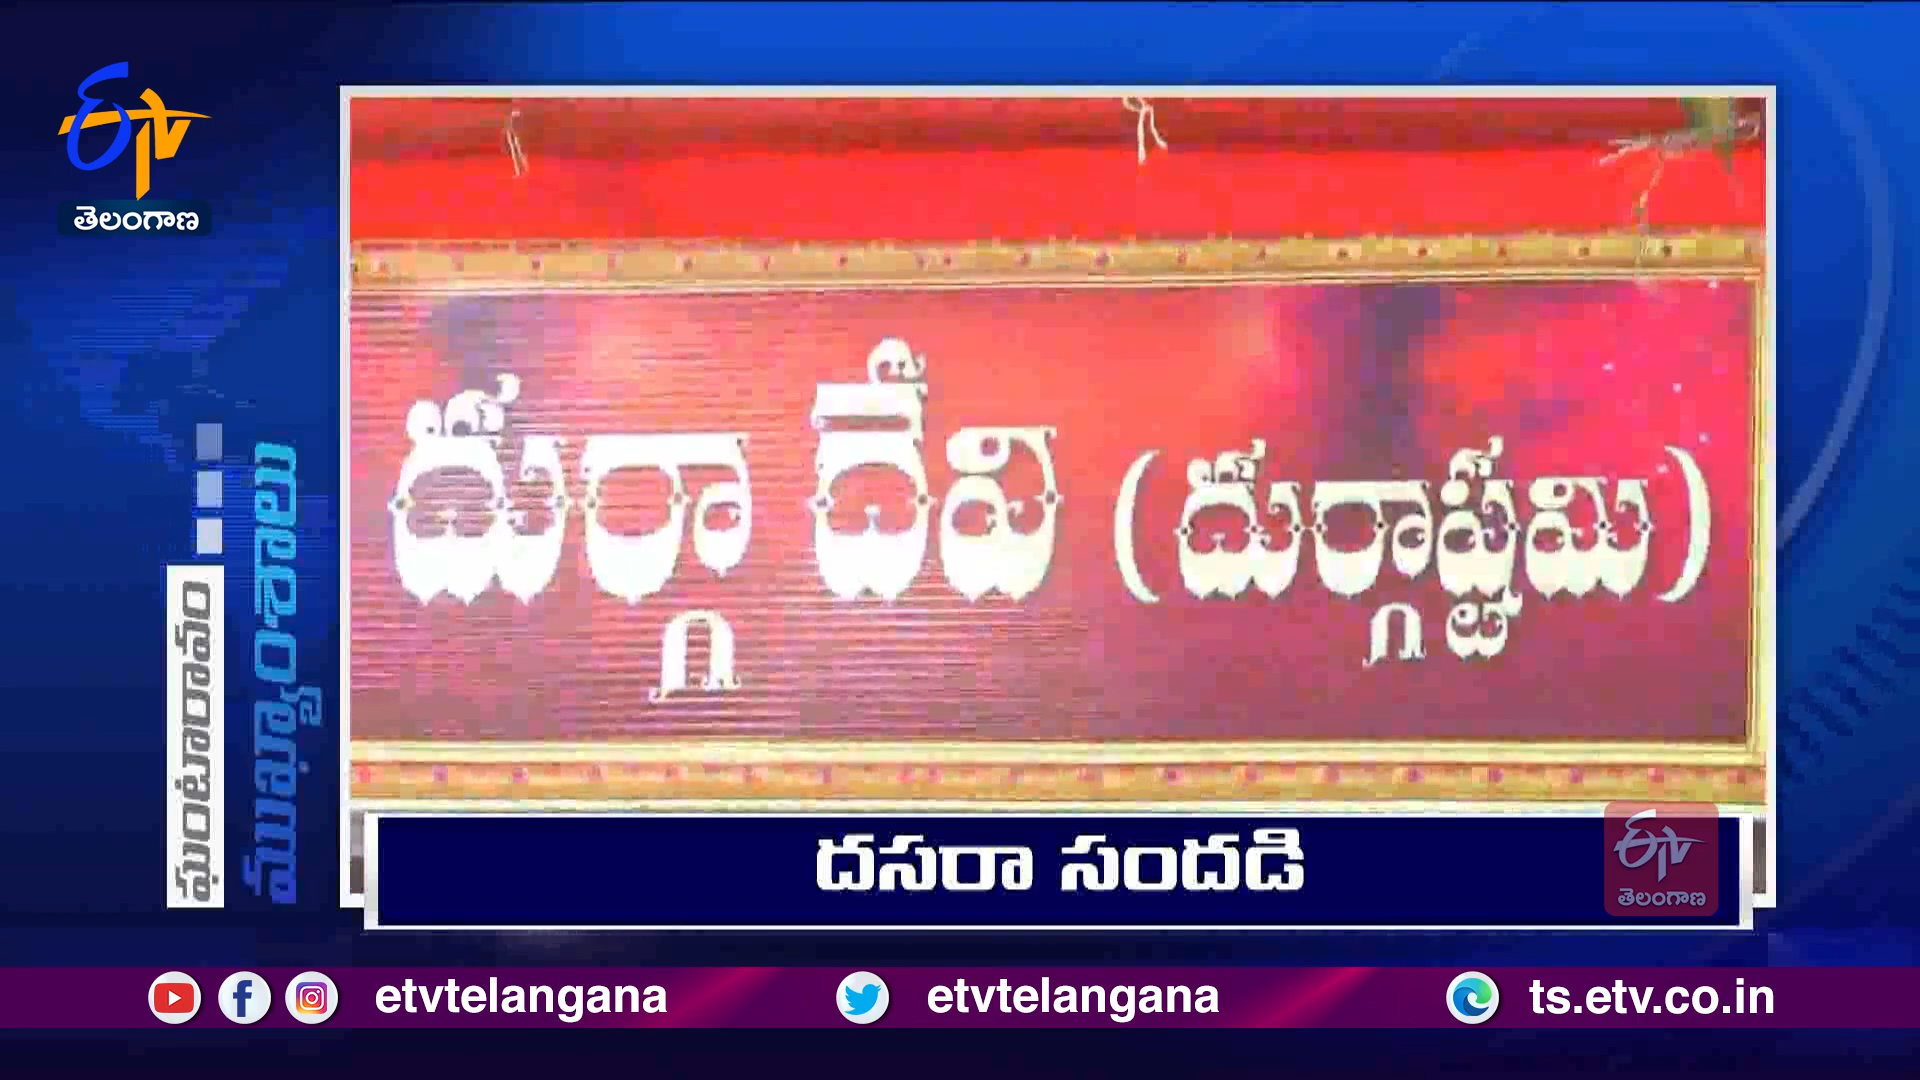 ETV
తెలంగాణ
దుర్గా దేవి (దుర్గాష్టమి)
ఘంటారావం
ముఖ్యాంశాలు
దసరా సందడి
ETV
తెలంగాణ
etvtelangana
etvtelangana
ts.etv.co.in